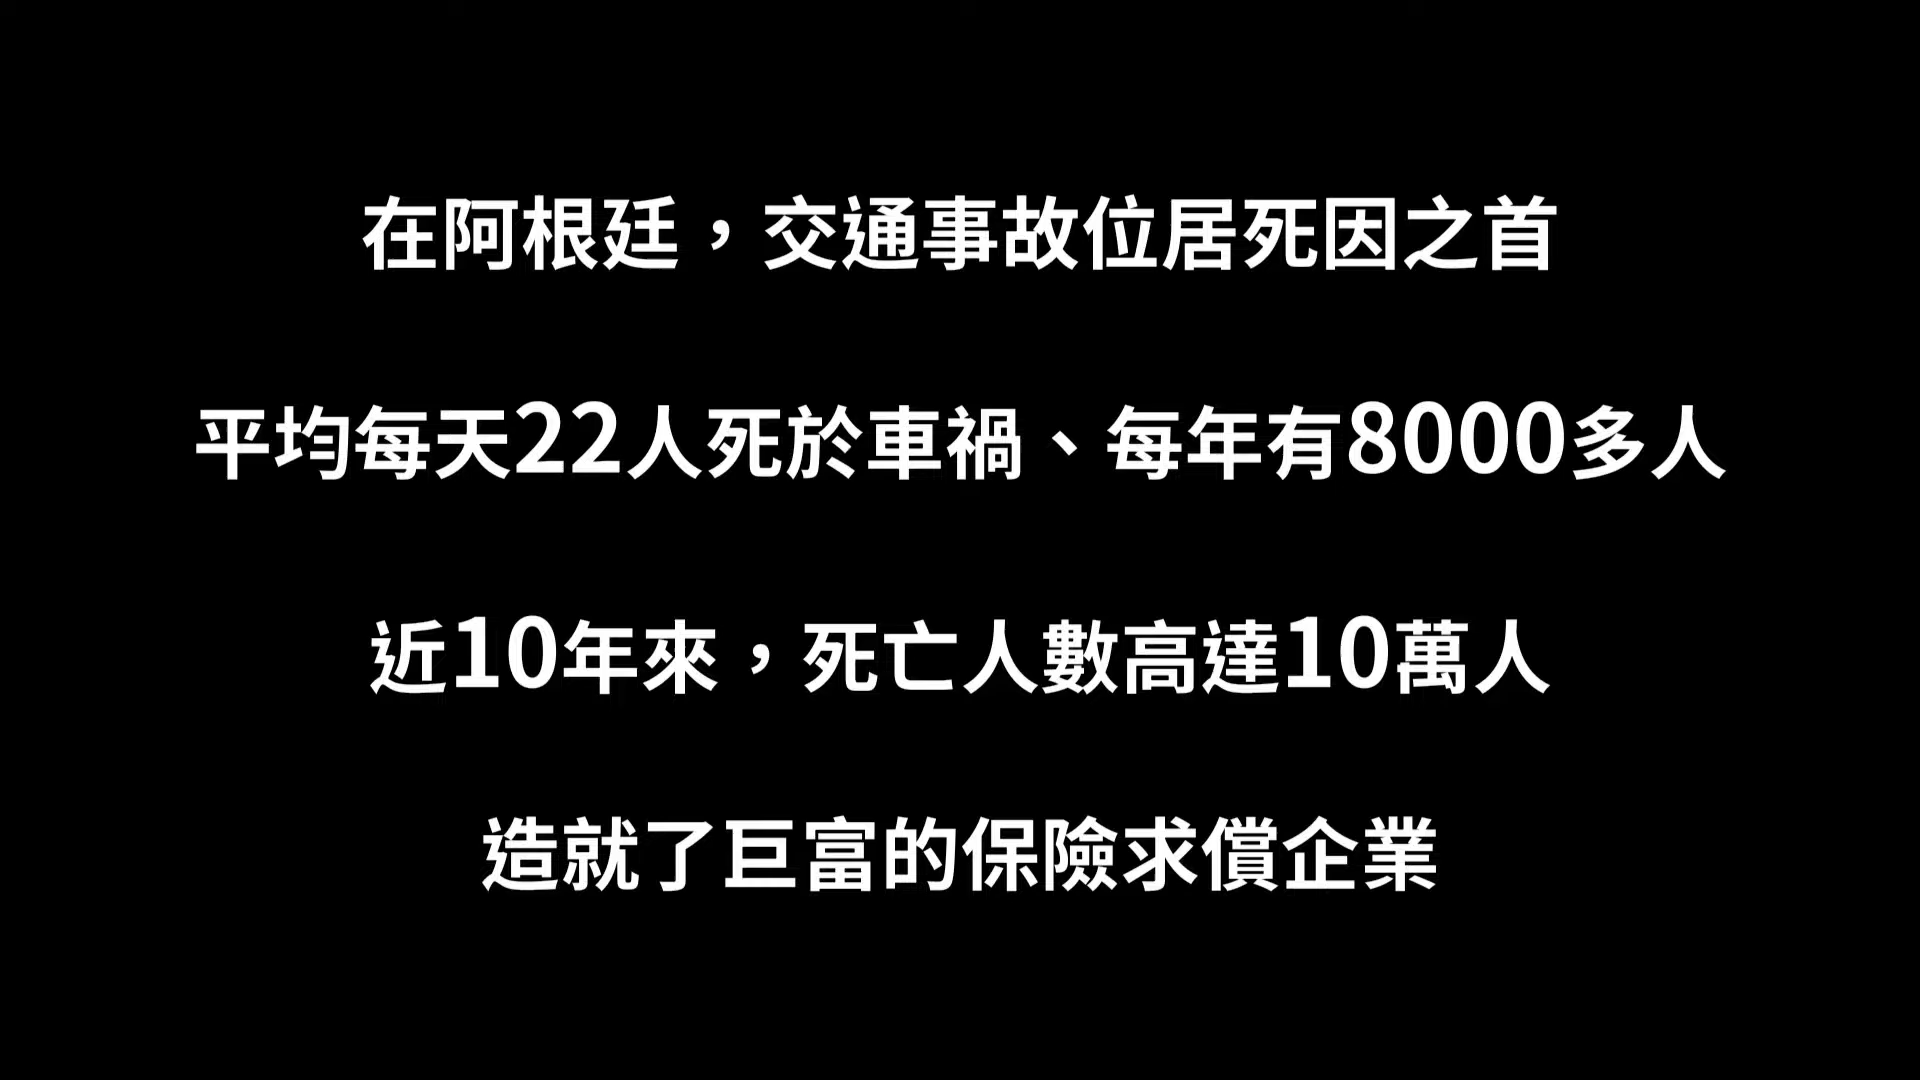 在阿根廷，交通事故位居死因之首
平均每天22人死於車禍、每年有8000多人
近10年來，死亡人數高達10萬人
造就了巨富的保險求償企業